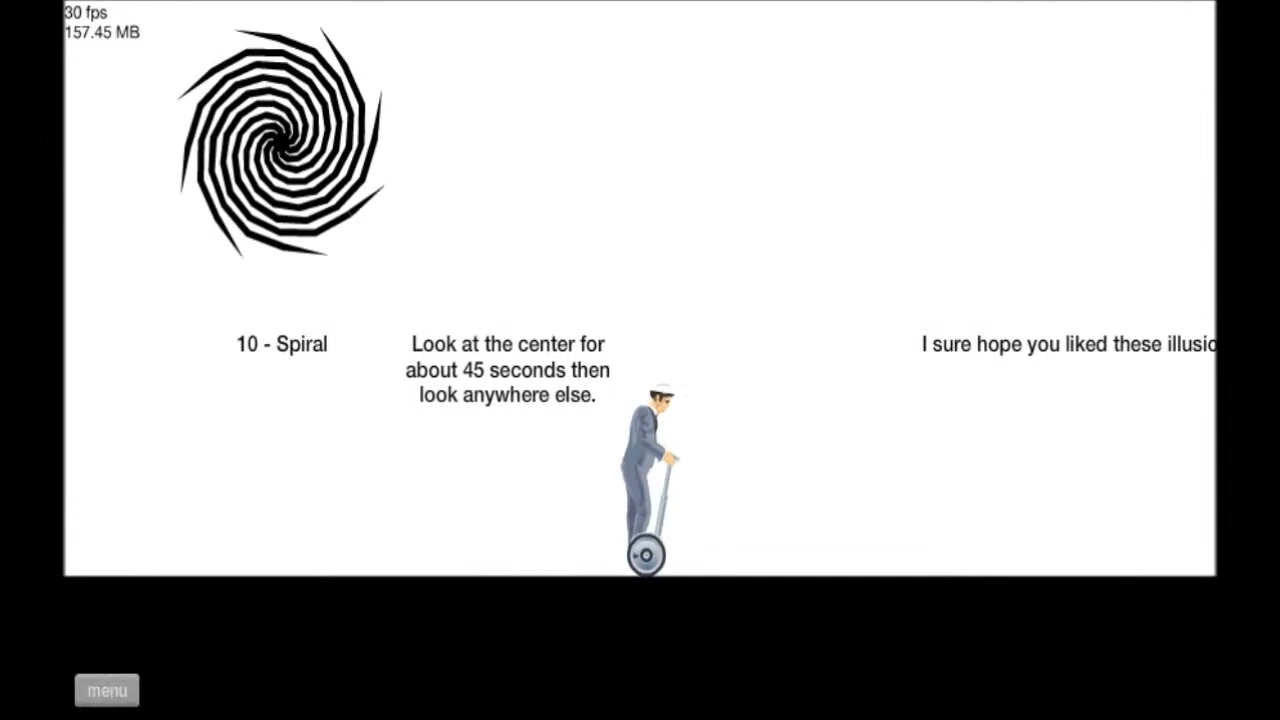 30 fps
157.45 MB
10 - Spiral
Look at the center for
about 45 seconds then
look anywhere else.
I sure hope you liked these illusio
menu